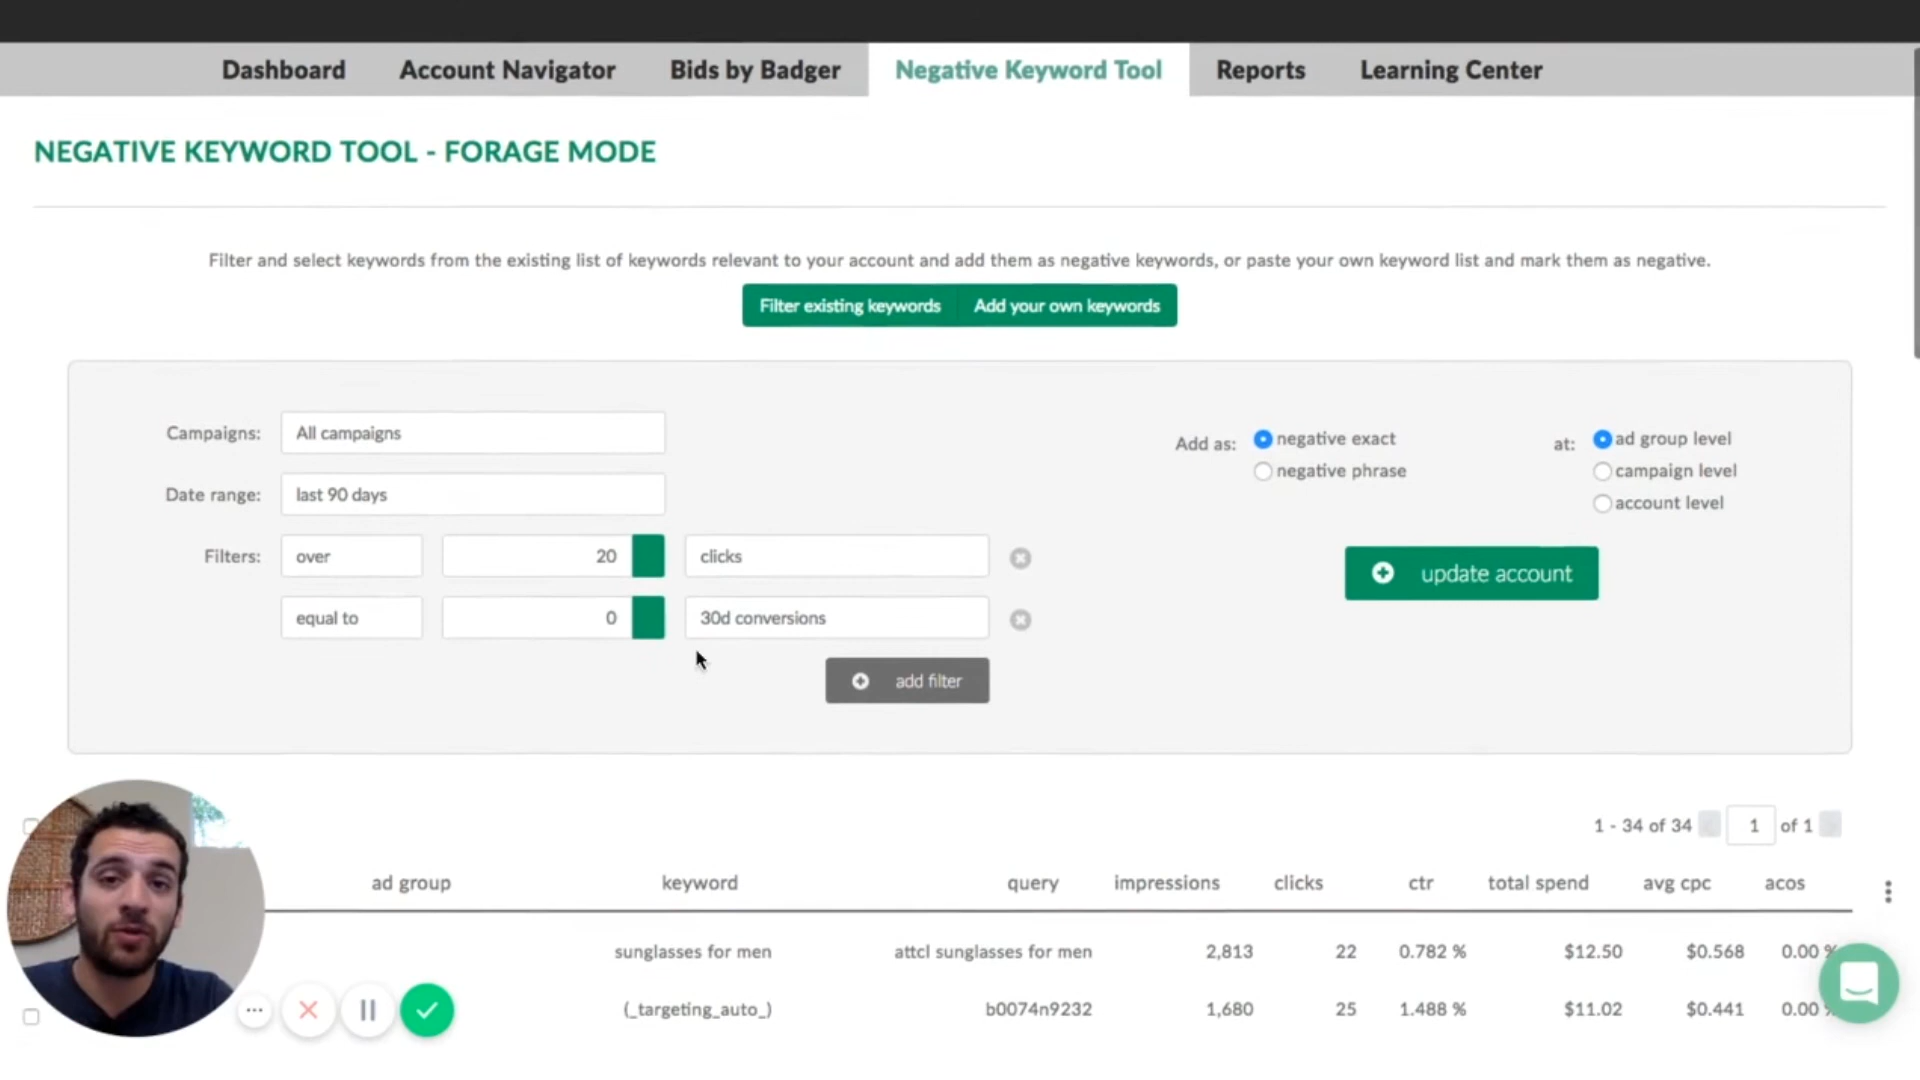 Dashboard Account Navigator Bids by Badger Negative Keyword Tool Reports Learning Center
NEGATIVE KEYWORD TOOL - FORAGE MODE
Filter and select keywords from the existing list of keywords relevant to your account and add them as negative keywords, or paste your own keyword list and mark them as negative.
Filter existing keywords Add your own keywords
Campaigns: All campaigns
Add as: negative exact at: ad group level
negative phrase campaign level
Date range: last 90 days
account level
Filters: over 20 clicks
update account
equal to 0 30d conversions
add filter
1 - 34 of 34 1 of 1
ad group keyword query impressions clicks ctr total spend avg cpc acos
sunglasses for men attcl sunglasses for men 2,813 22 0.782 % $12.50 $0.568 0.00 %
(_targeting_auto_) b0074n9232 1,680 25 1.488 % $11.02 $0.441 0.00 %